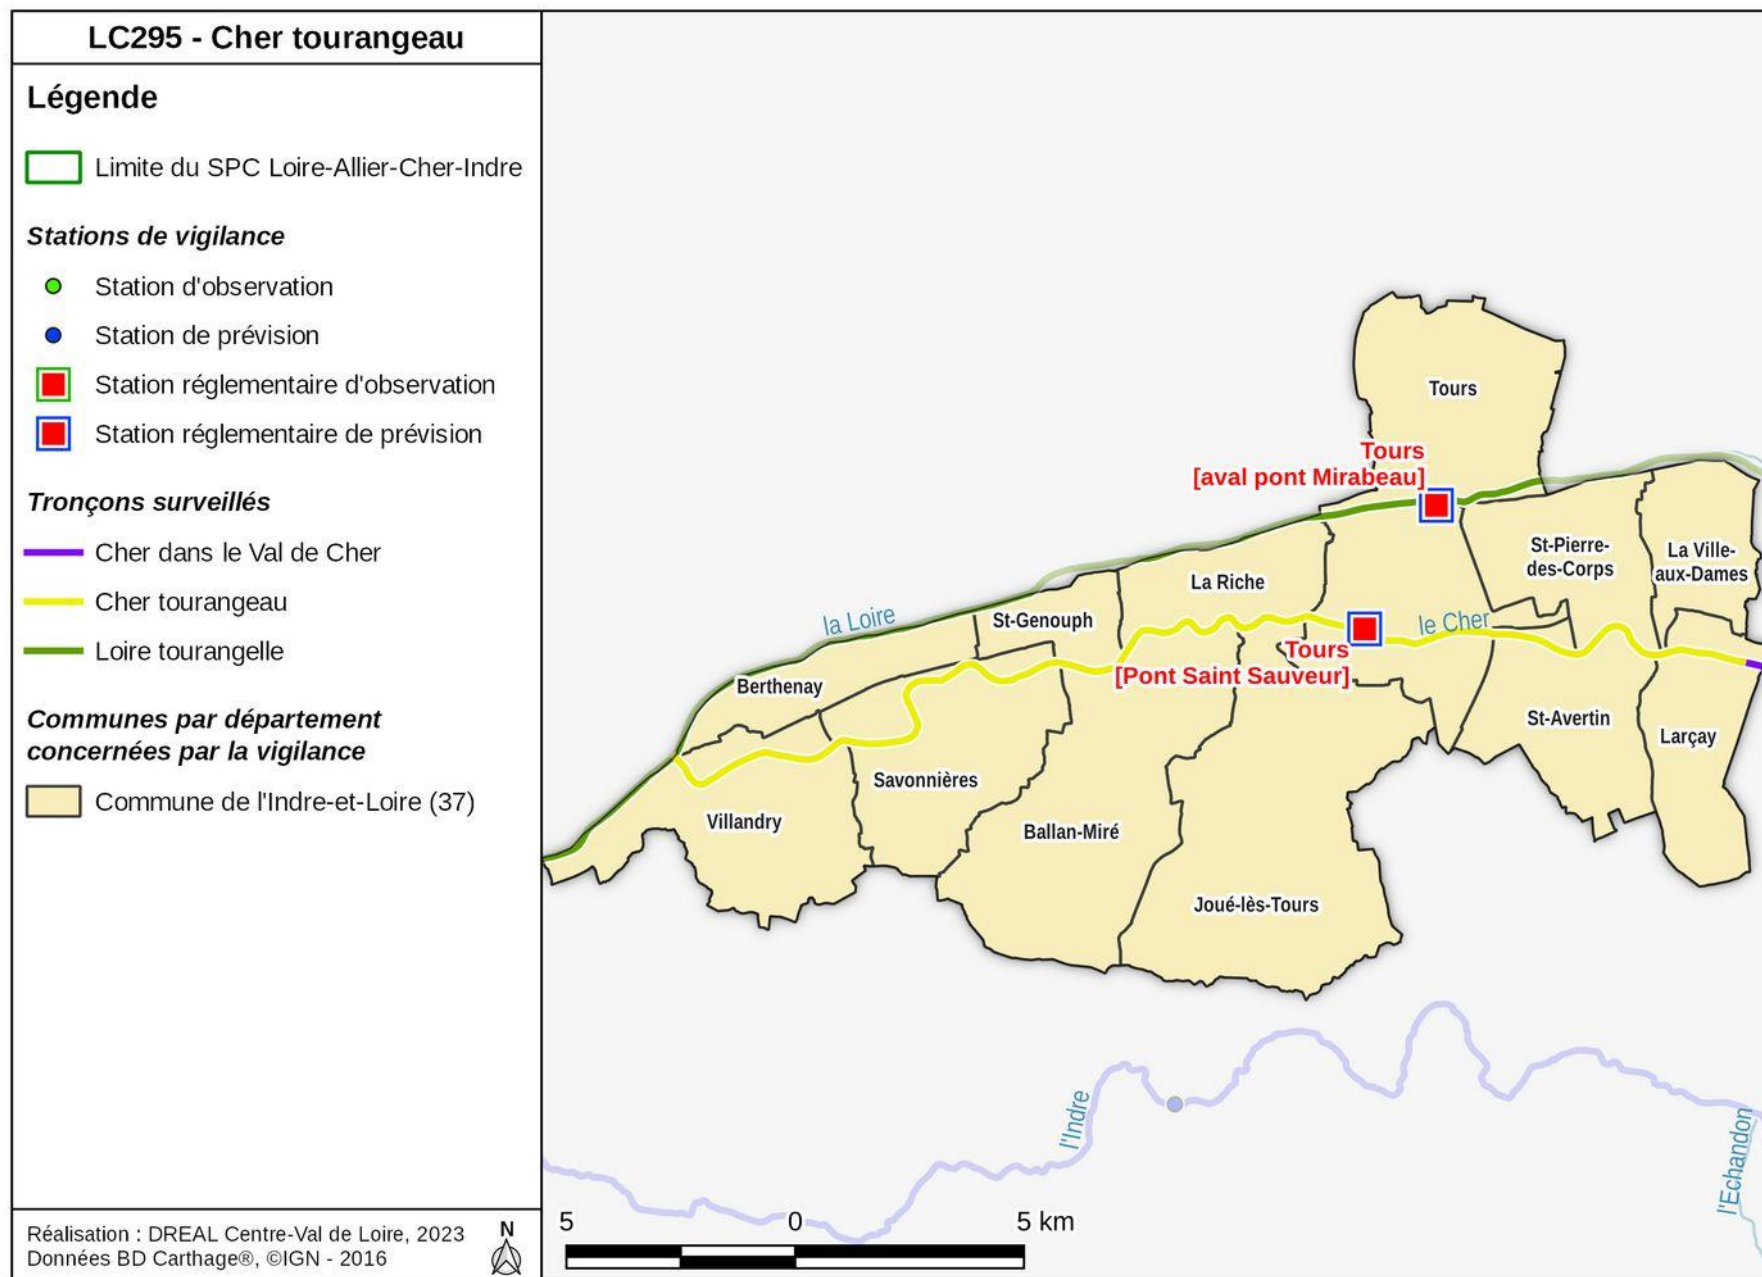 LC295 - Cher tourangeau
Légende
Limite du SPC Loire-Allier-Cher-Indre
Stations de vigilance
Station d'observation
Station de prévision
Station réglementaire d'observation
Station réglementaire de prévision
Tronçons surveillés
Cher dans le Val de Cher
Cher tourangeau
Loire tourangelle
Communes par département
concernées par la vigilance
Commune de l'Indre-et-Loire (37)
Réalisation : DREAL Centre-Val de Loire, 2023
Données BD Carthage®, ©IGN - 2016
N
Tours
Tours
[aval pont Mirabeau]
St-Pierre-
des-Corps
La Ville-
aux-Dames
La Riche
St-Genouph
la Loire
le Cher
Tours
[Pont Saint Sauveur]
Berthenay
St-Avertin
Larçay
Savonnières
Villandry
Ballan-Miré
Joué-lès-Tours
l'Indre
l'Echandon
5 0 5 km